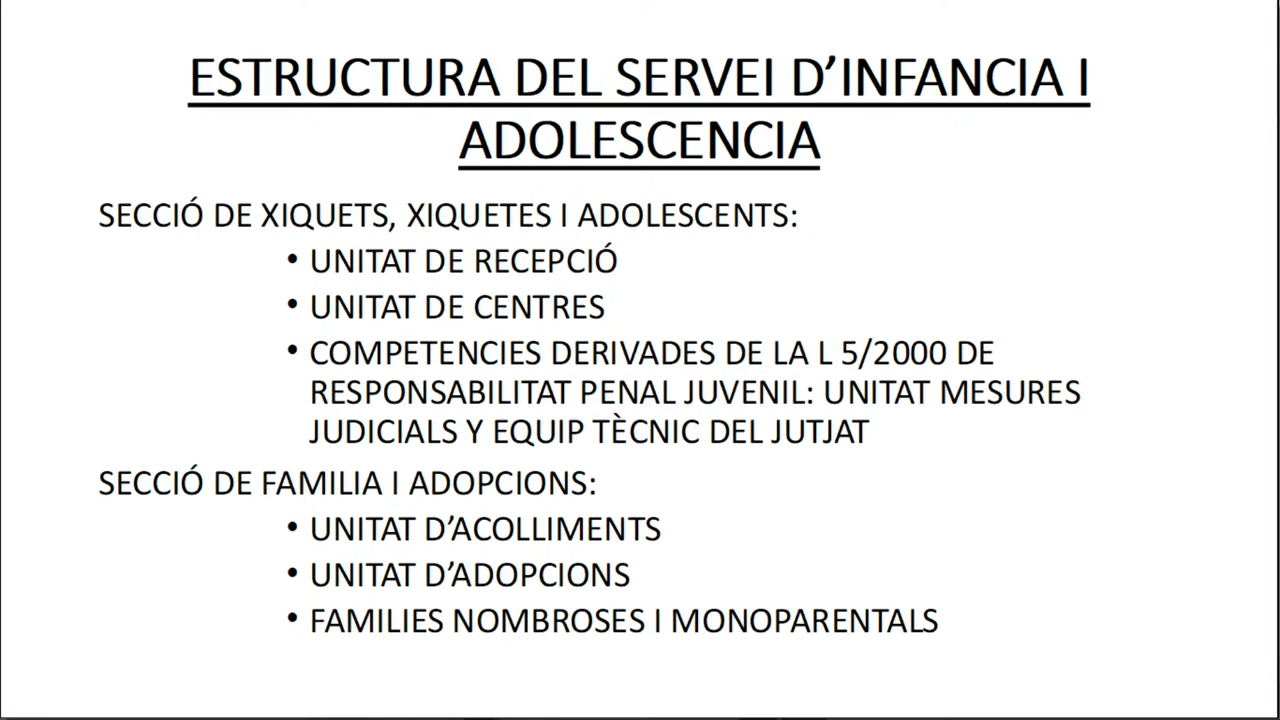 ESTRUCTURA DEL SERVEI D’INFANCIA I
ADOLESCENCIA
SECCIÓ DE XIQUETS, XIQUETES I ADOLESCENTS:
• UNITAT DE RECEPCIÓ
• UNITAT DE CENTRES
• COMPETENCIES DERIVADES DE LA L 5/2000 DE
RESPONSABILITAT PENAL JUVENIL: UNITAT MESURES
JUDICIALS Y EQUIP TÈCNIC DEL JUTJAT
SECCIÓ DE FAMILIA I ADOPCIONS:
• UNITAT D’ACOLLIMENTS
• UNITAT D’ADOPCIONS
• FAMILIES NOMBROSES I MONOPARENTALS